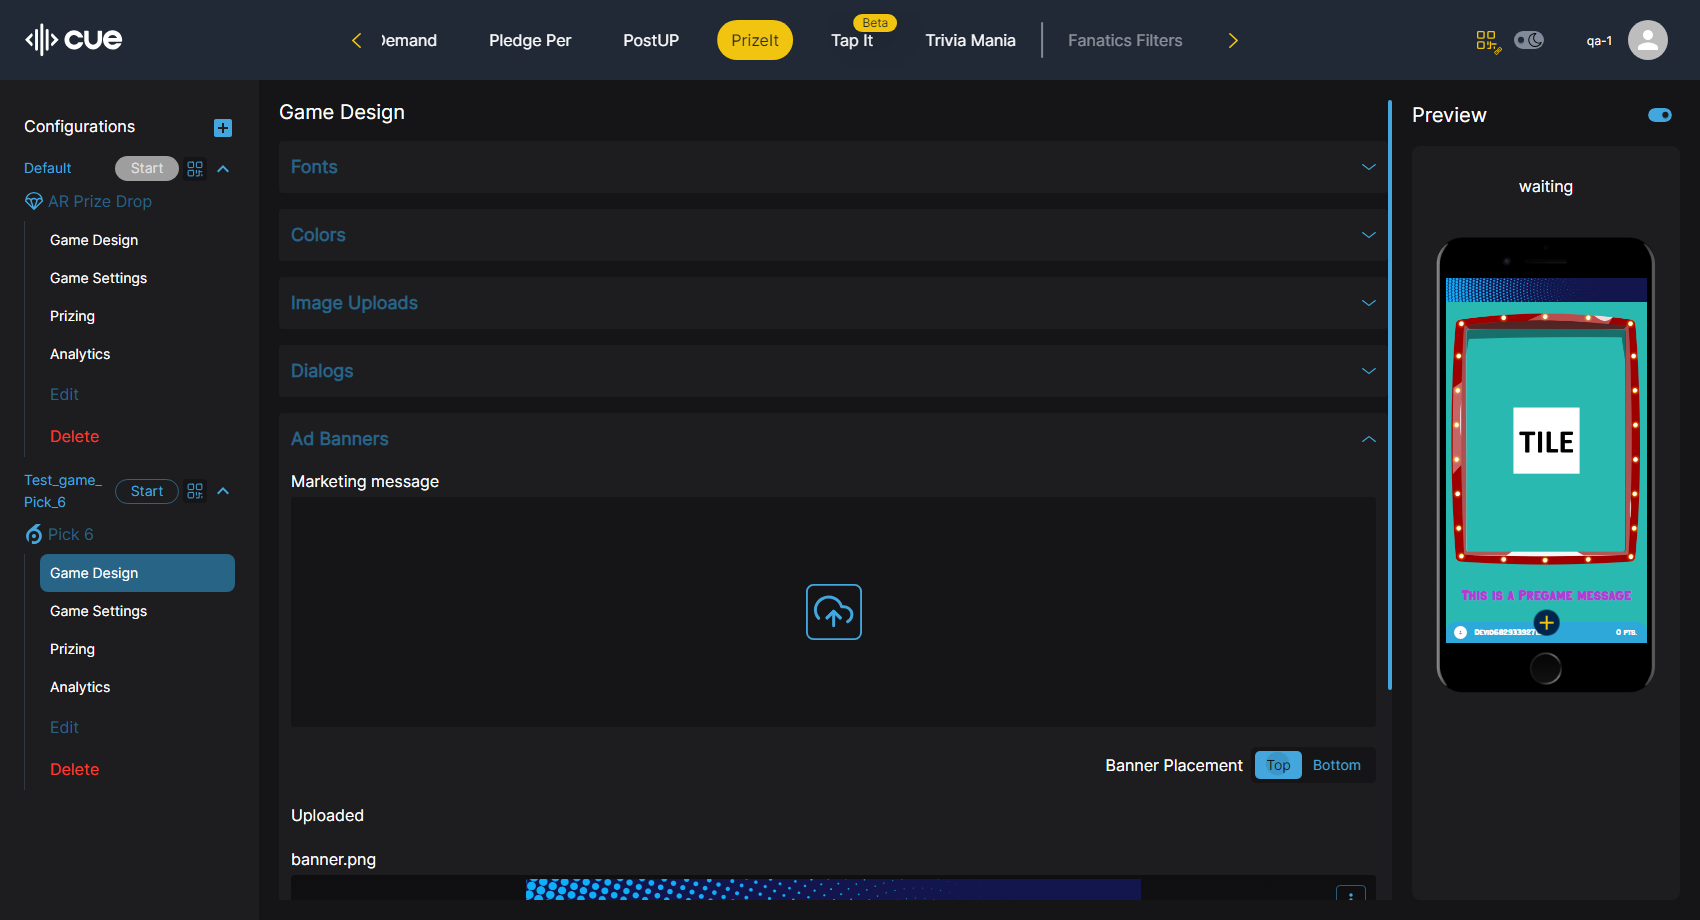 cue
Demand
Pledge Per
PostUP
PrizeIt
Beta
Tap It
Trivia Mania
Fanatics Filters
qa-1
Configurations
Default
Start
AR Prize Drop
Game Design
Game Settings
Prizing
Analytics
Edit
Delete
Test_game_
Pick_6
Start
Pick 6
Game Design
Game Settings
Prizing
Analytics
Edit
Delete
Game Design
Fonts
Colors
Image Uploads
Dialogs
Ad Banners
Marketing message
Banner Placement
Top
Bottom
Uploaded
banner.png
Preview
waiting
TILE
This is a Pregame message
0 pts.